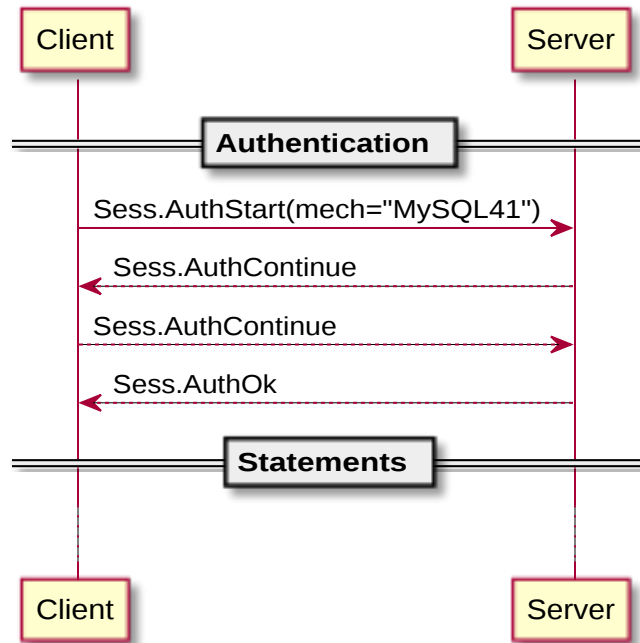 Client
Server
Authentication
Sess.AuthStart(mech="MySQL41")
Sess.AuthContinue
Sess.AuthContinue
Sess.AuthOk
Statements
Client
Server